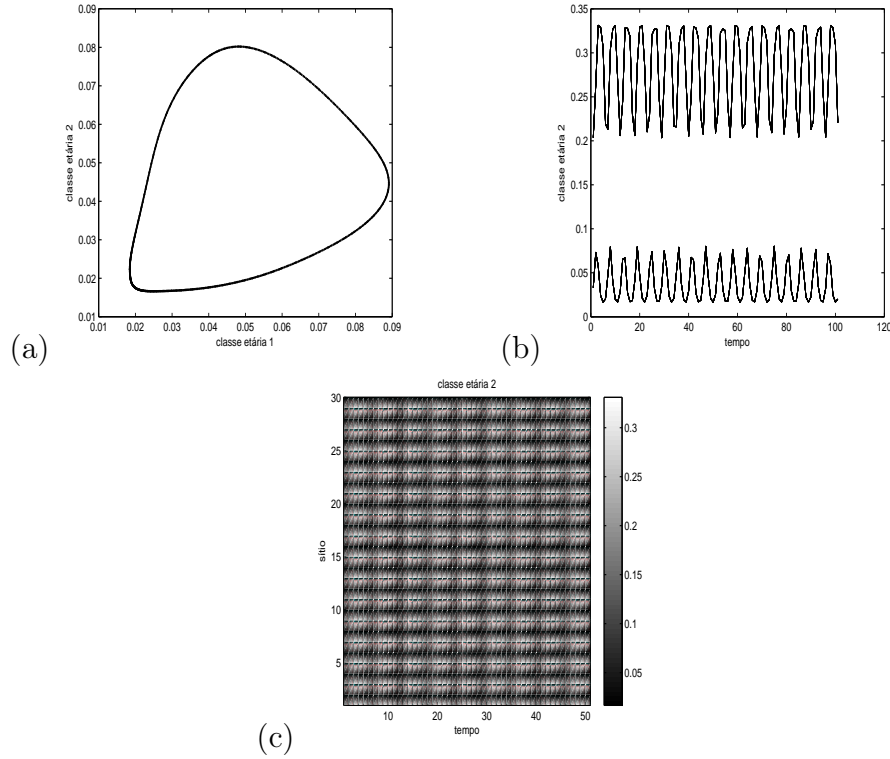 0.09
0.08
0.07
0.06
0.05
0.04
0.03
0.02
0.01
0.01 0.02 0.03 0.04 0.05 0.06 0.07 0.08 0.09
classe etária 2
classe etária 1
(a)
0.35
0.3
0.25
0.2
0.15
0.1
0.05
0
0 20 40 60 80 100 120
classe etária 2
tempo
(b)
classe etária 2
30
25
20
15
10
5
10 20 30 40 50
sítio
tempo
0.3
0.25
0.2
0.15
0.1
0.05
(c)